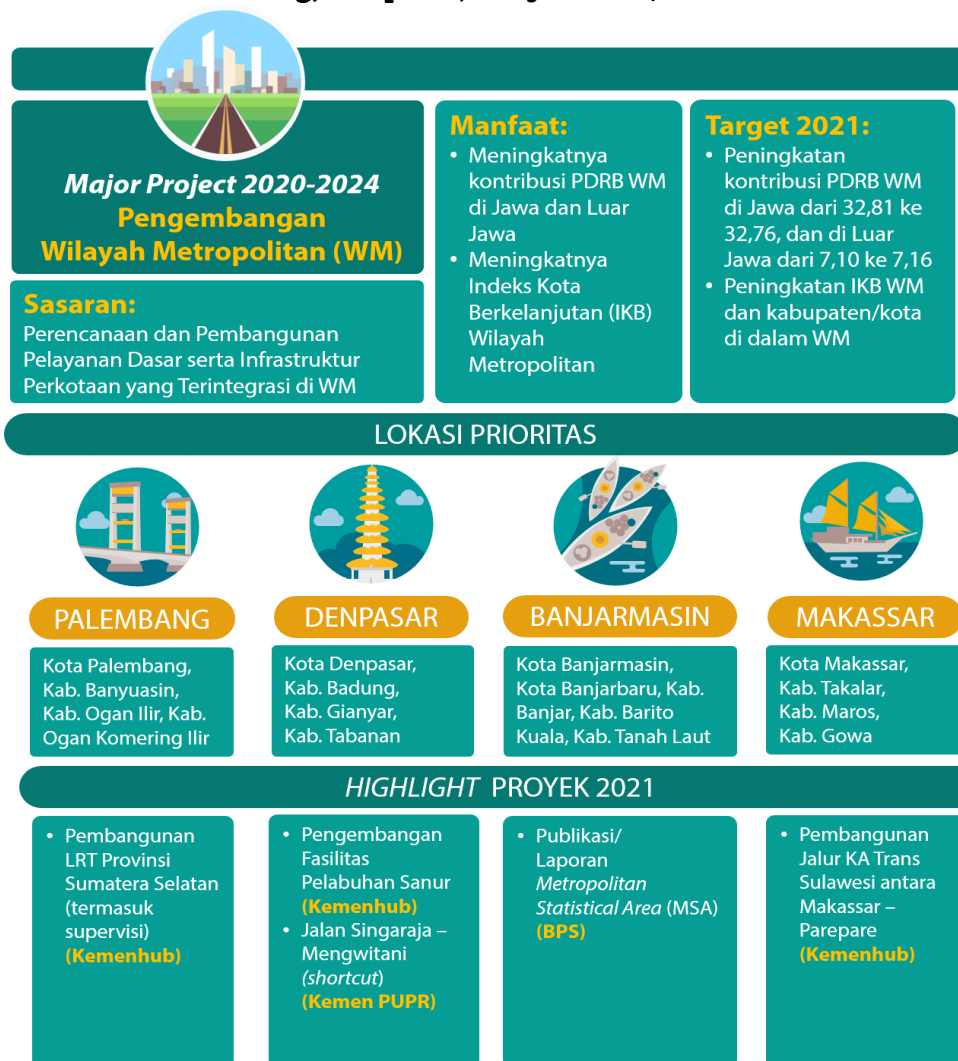 Major Project 2020-2024
Pengembangan
Wilayah Metropolitan (WM)
Sasaran:
Perencanaan dan Pembangunan
Pelayanan Dasar serta Infrastruktur
Perkotaan yang Terintegrasi di WM
Manfaat:
• Meningkatnya
kontribusi PDRB WM
di Jawa dan Luar
Jawa
• Meningkatnya
Indeks Kota
Berkelanjutan (IKB)
Wilayah
Metropolitan
Target 2021:
• Peningkatan
kontribusi PDRB WM
di Jawa dari 32,81 ke
32,76, dan di Luar
Jawa dari 7,10 ke 7,16
• Peningkatan IKB WM
dan kabupaten/kota
di dalam WM
LOKASI PRIORITAS
PALEMBANG
Kota Palembang,
Kab. Banyuasin,
Kab. Ogan Ilir, Kab.
Ogan Komering Ilir
DENPASAR
Kota Denpasar,
Kab. Badung,
Kab. Gianyar,
Kab. Tabanan
BANJARMASIN
Kota Banjarmasin,
Kota Banjarbaru, Kab.
Banjar, Kab. Barito
Kuala, Kab. Tanah Laut
MAKASSAR
Kota Makassar,
Kab. Takalar,
Kab. Maros,
Kab. Gowa
HIGHLIGHT PROYEK 2021
• Pembangunan
LRT Provinsi
Sumatera Selatan
(termasuk
supervisi)
(Kemenhub)
• Pengembangan
Fasilitas
Pelabuhan Sanur
(Kemenhub)
• Jalan Singaraja –
Mengwitani
(shortcut)
(Kemen PUPR)
• Publikasi/
Laporan
Metropolitan
Statistical Area (MSA)
(BPS)
• Pembangunan
Jalur KA Trans
Sulawesi antara
Makassar –
Parepare
(Kemenhub)